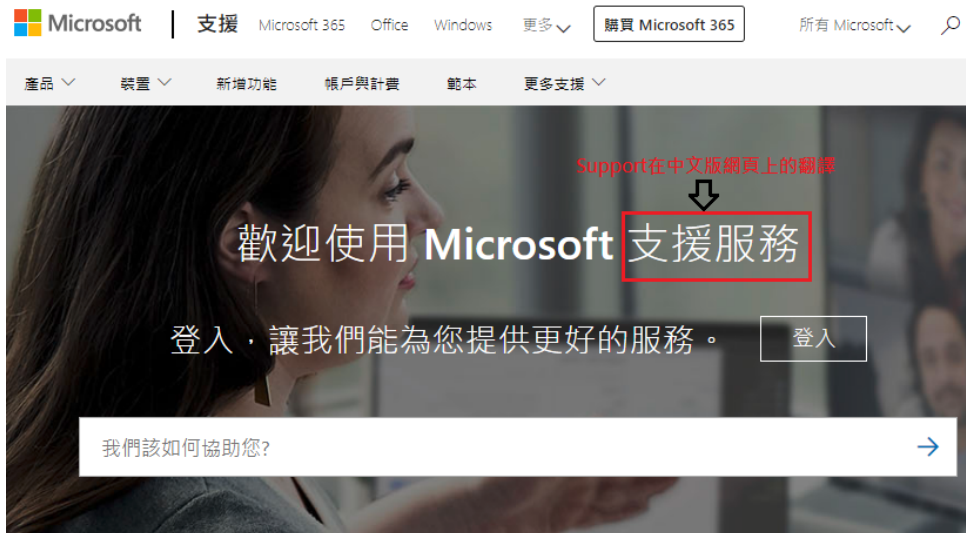 Microsoft 支援 Microsoft 365 Office Windows 更多 購買 Microsoft 365 所有 Microsoft
產品 裝置 新增功能 帳戶與計費 範本 更多支援
Support在中文版網頁上的翻譯
歡迎使用 Microsoft 支援服務
登入，讓我們能為您提供更好的服務。 登入
我們該如何協助您?